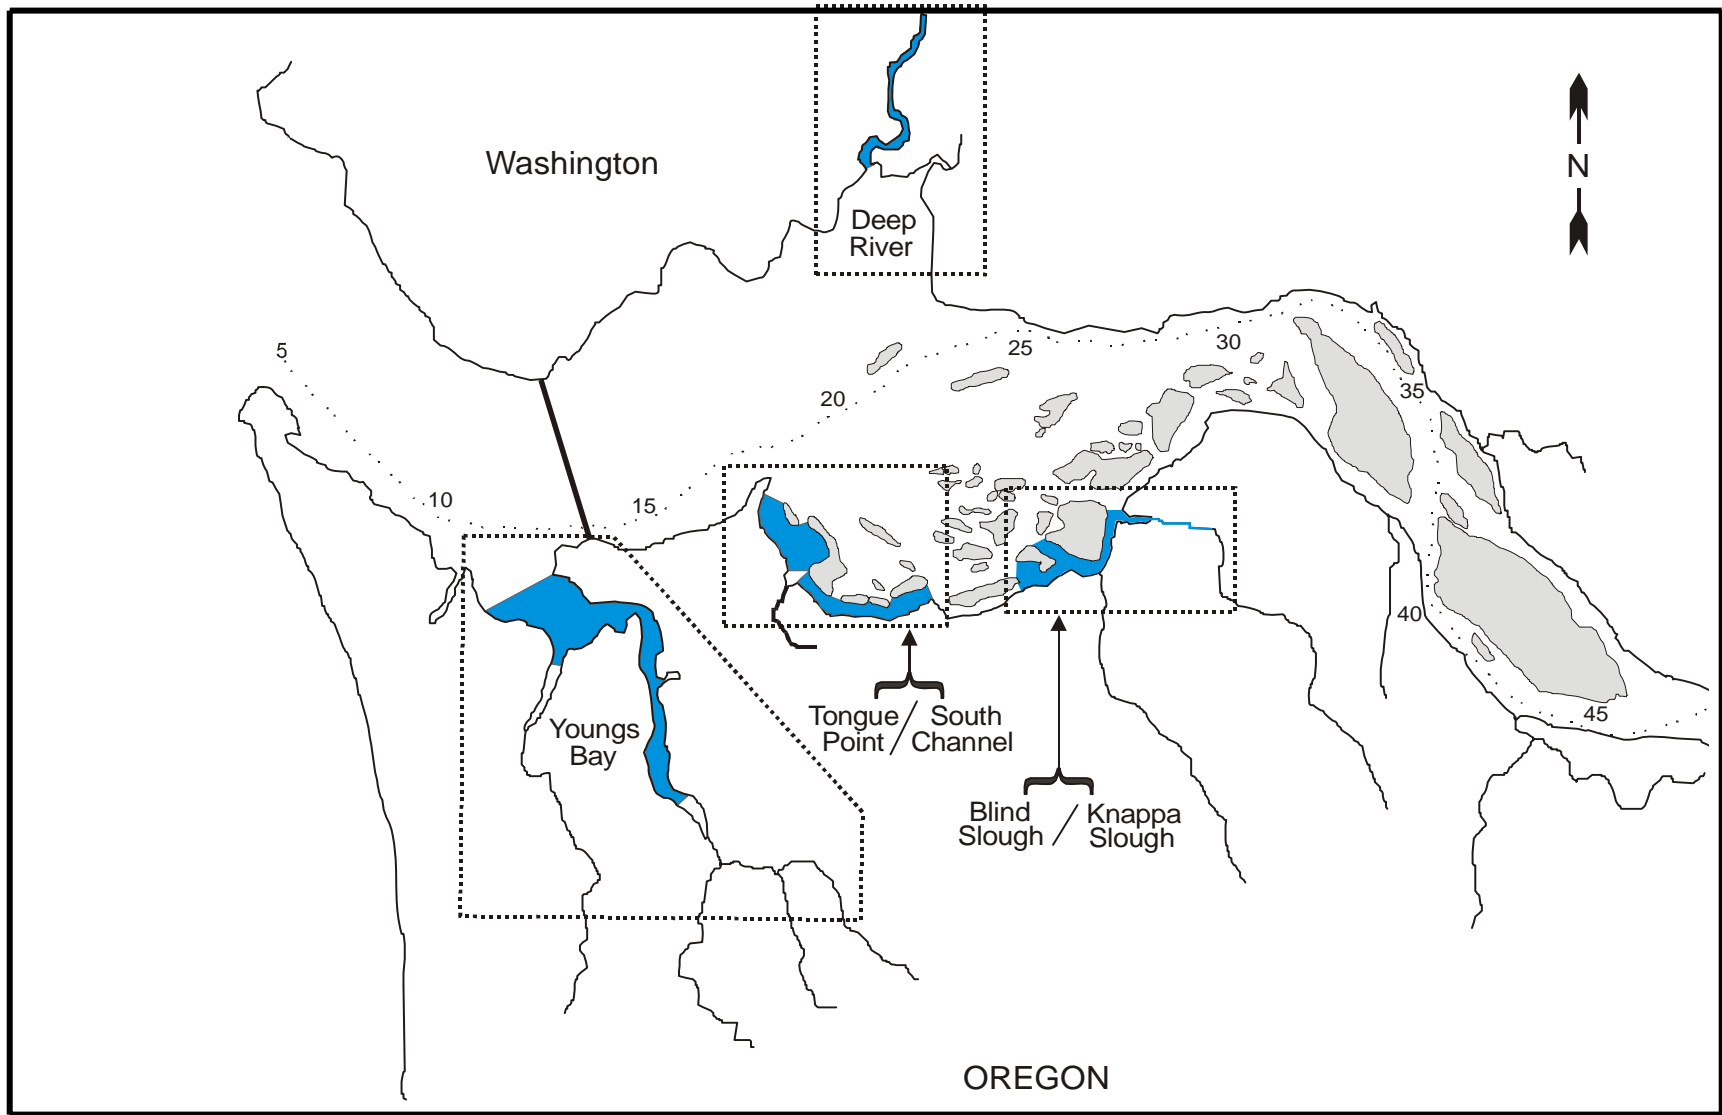 Washington
N
Deep
River
5
10
15
20
25
30
35
40
45
Youngs
Bay
Tongue / South
Point / Channel
Blind / Knappa
Slough / Slough
OREGON